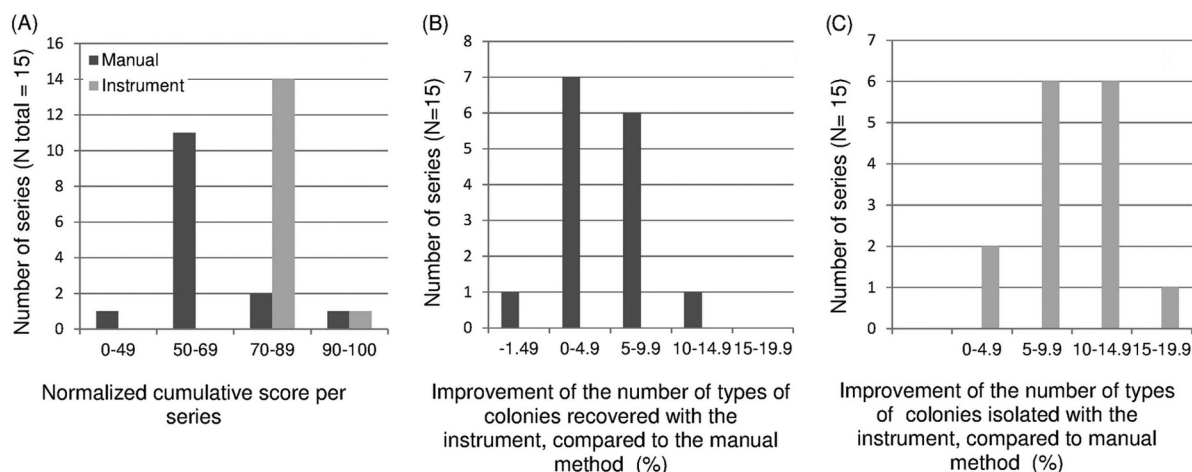 (A)
Number of series (N total = 15)
16
14
12
10
8
6
4
2
0
Manual
Instrument
0-49 50-69 70-89 90-100
Normalized cumulative score per
series
(B)
Number of series (N=15)
8
7
6
5
4
3
2
1
0
-1.49 0-4.9 5-9.9 10-14.9 15-19.9
Improvement of the number of types of
colonies recovered with the
instrument, compared to the manual
method (%)
(C)
Number of series (N= 15)
7
6
5
4
3
2
1
0
0-4.9 5-9.9 10-14.9 15-19.9
Improvement of the number of types
of colonies isolated with the
instrument, compared to manual
method (%)